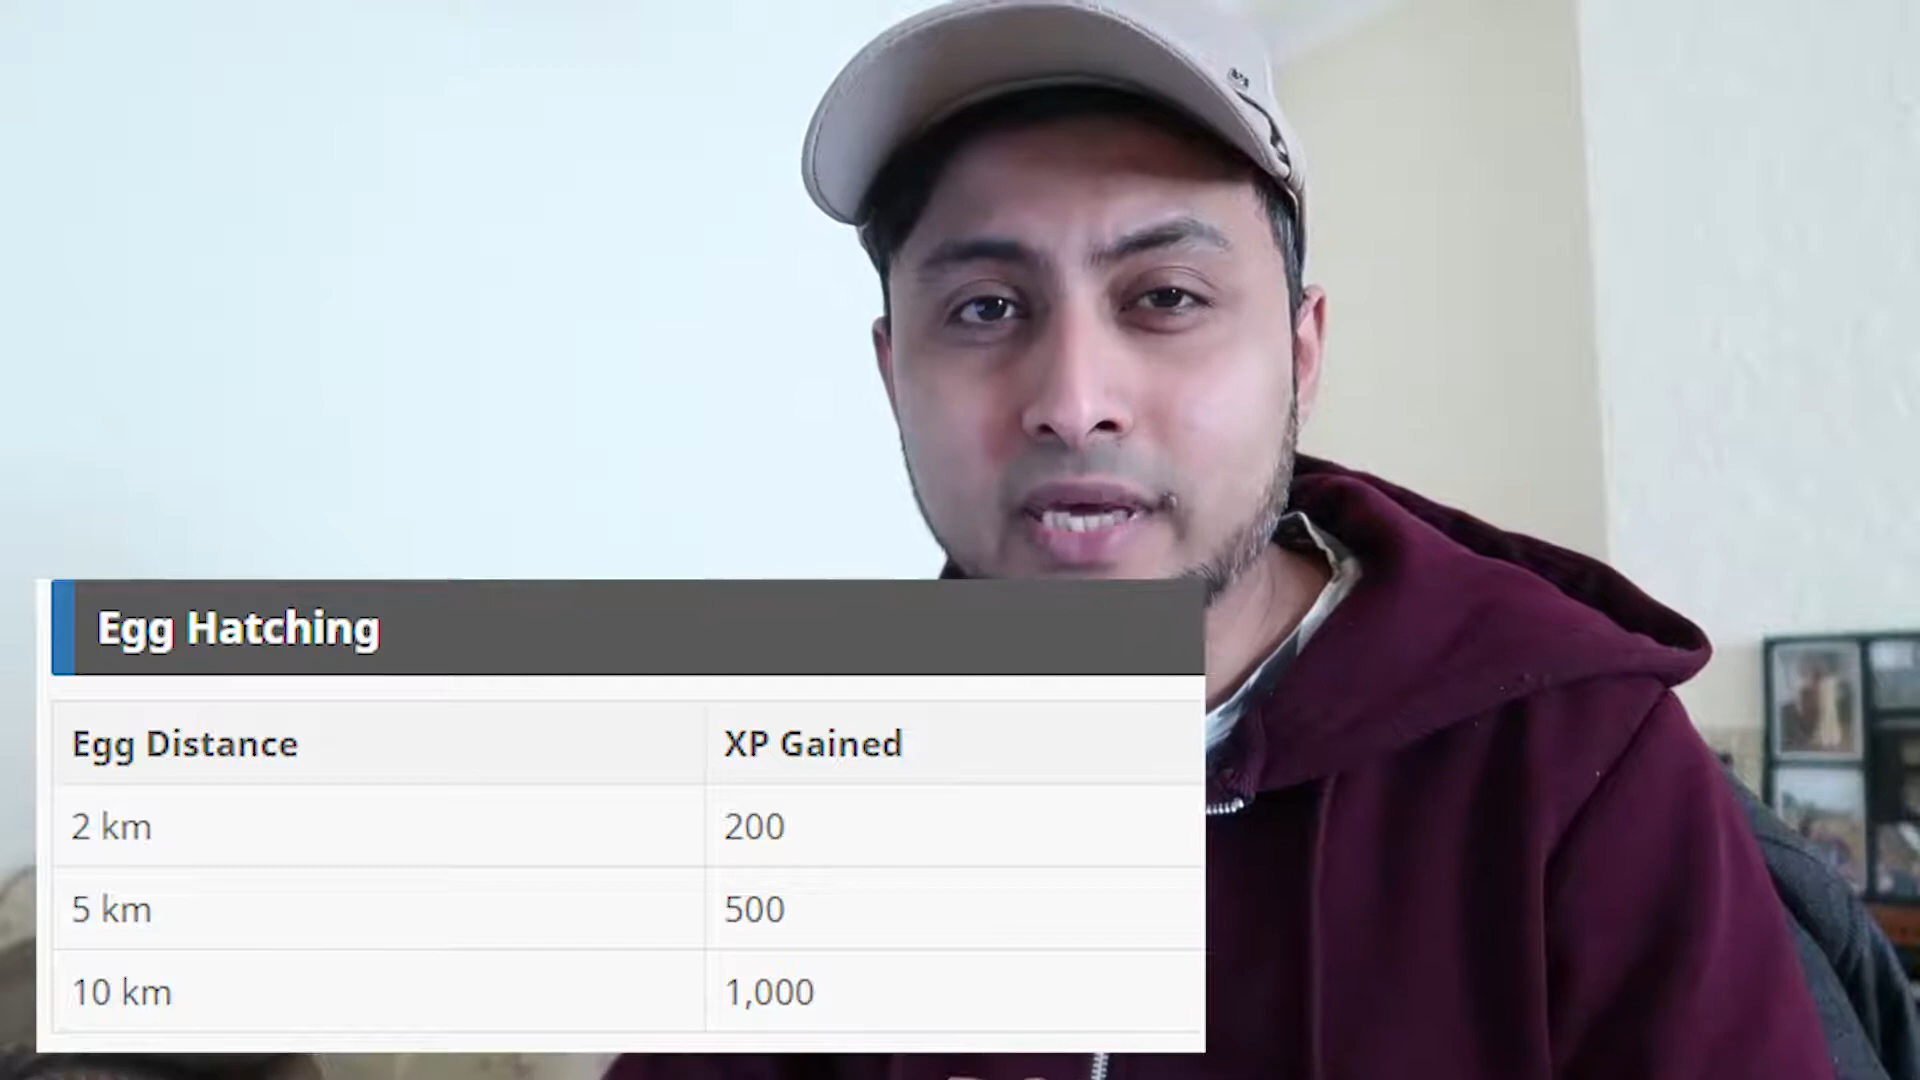 Egg Hatching
Egg Distance XP Gained
2 km 200
5 km 500
10 km 1,000